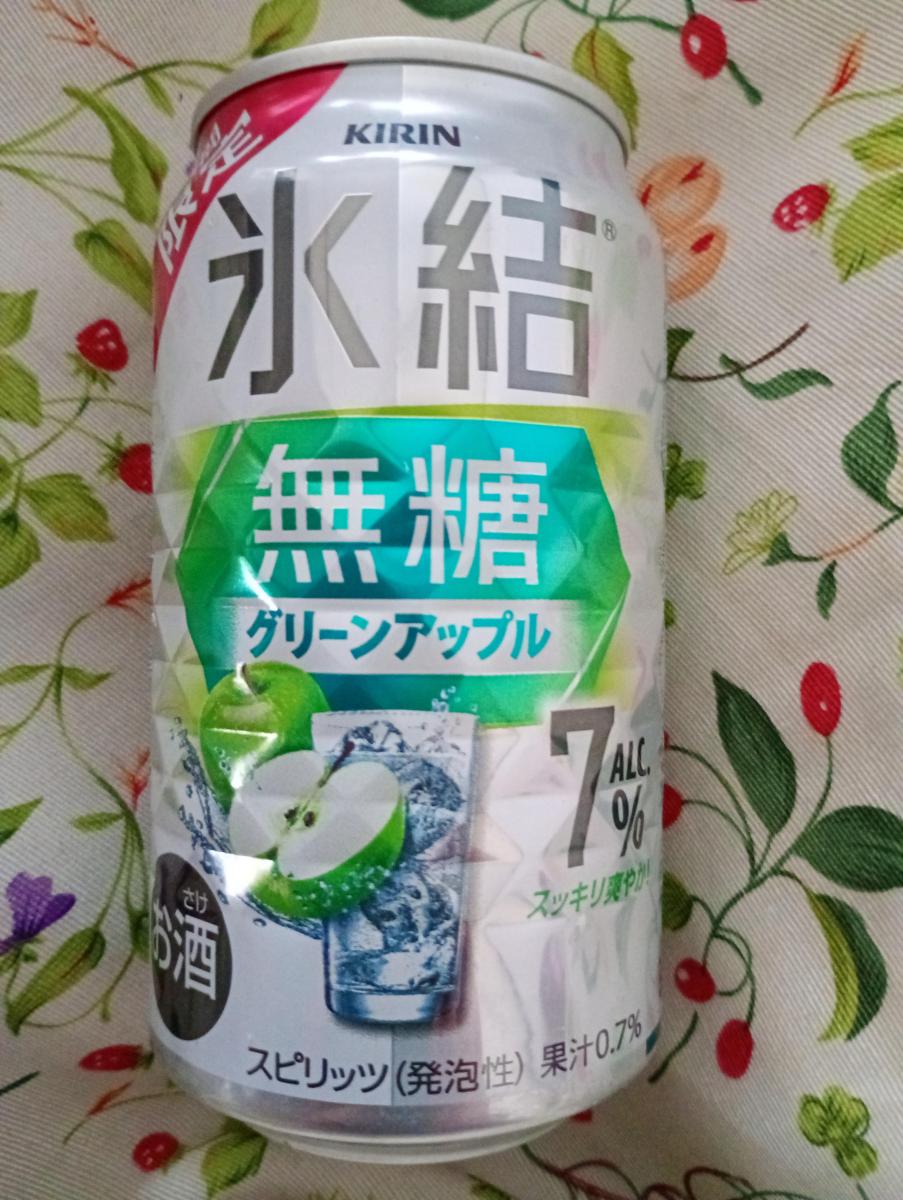 限定
KIRIN
氷結®
無糖
グリーンアップル
7 ALC.%
スッキリ爽やか!
さけ
お酒
スピリッツ(発泡性) 果汁0.7%